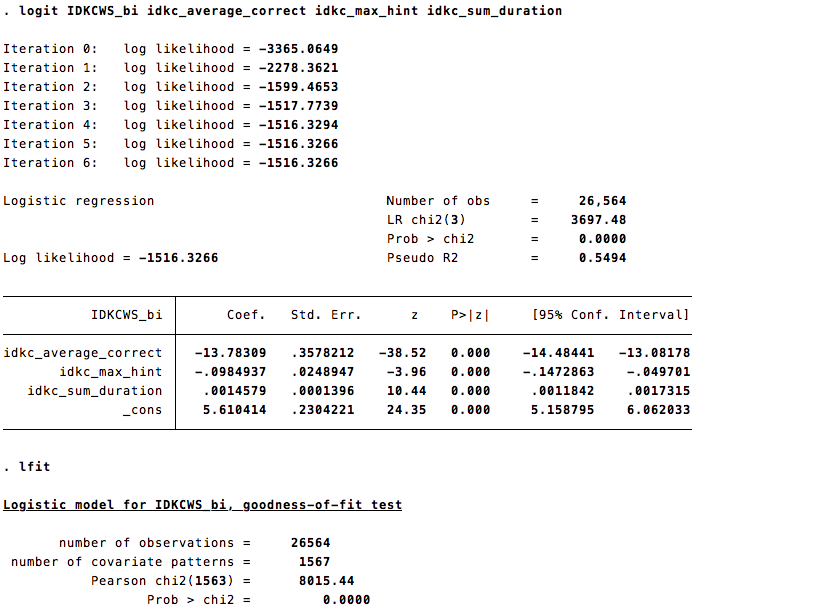 . logit IDKCWS_bi idkc_average_correct idkc_max_hint idkc_sum_duration
Iteration 0:   log likelihood = -3365.0649
Iteration 1:   log likelihood = -2278.3621
Iteration 2:   log likelihood = -1599.4653
Iteration 3:   log likelihood = -1517.7739
Iteration 4:   log likelihood = -1516.3294
Iteration 5:   log likelihood = -1516.3266
Iteration 6:   log likelihood = -1516.3266
Logistic regression                             Number of obs     =     26,564
                                                LR chi2(3)        =    3697.48
                                                Prob > chi2       =     0.0000
Log likelihood = -1516.3266                     Pseudo R2         =     0.5494
           IDKCWS_bi |      Coef.   Std. Err.      z    P>|z|     [95% Conf. Interval]
idkc_average_correct |  -13.78309   .3578212   -38.52   0.000    -14.48441   -13.08178
       idkc_max_hint |  -.0984937   .0248947    -3.96   0.000    -.1472863    -.049701
   idkc_sum_duration |   .0014579   .0001396    10.44   0.000     .0011842    .0017315
               _cons |   5.610414   .2304221    24.35   0.000     5.158795    6.062033
. lfit
Logistic model for IDKCWS_bi, goodness-of-fit test
       number of observations =     26564
 number of covariate patterns =      1567
           Pearson chi2(1563) =      8015.44
                  Prob > chi2 =         0.0000